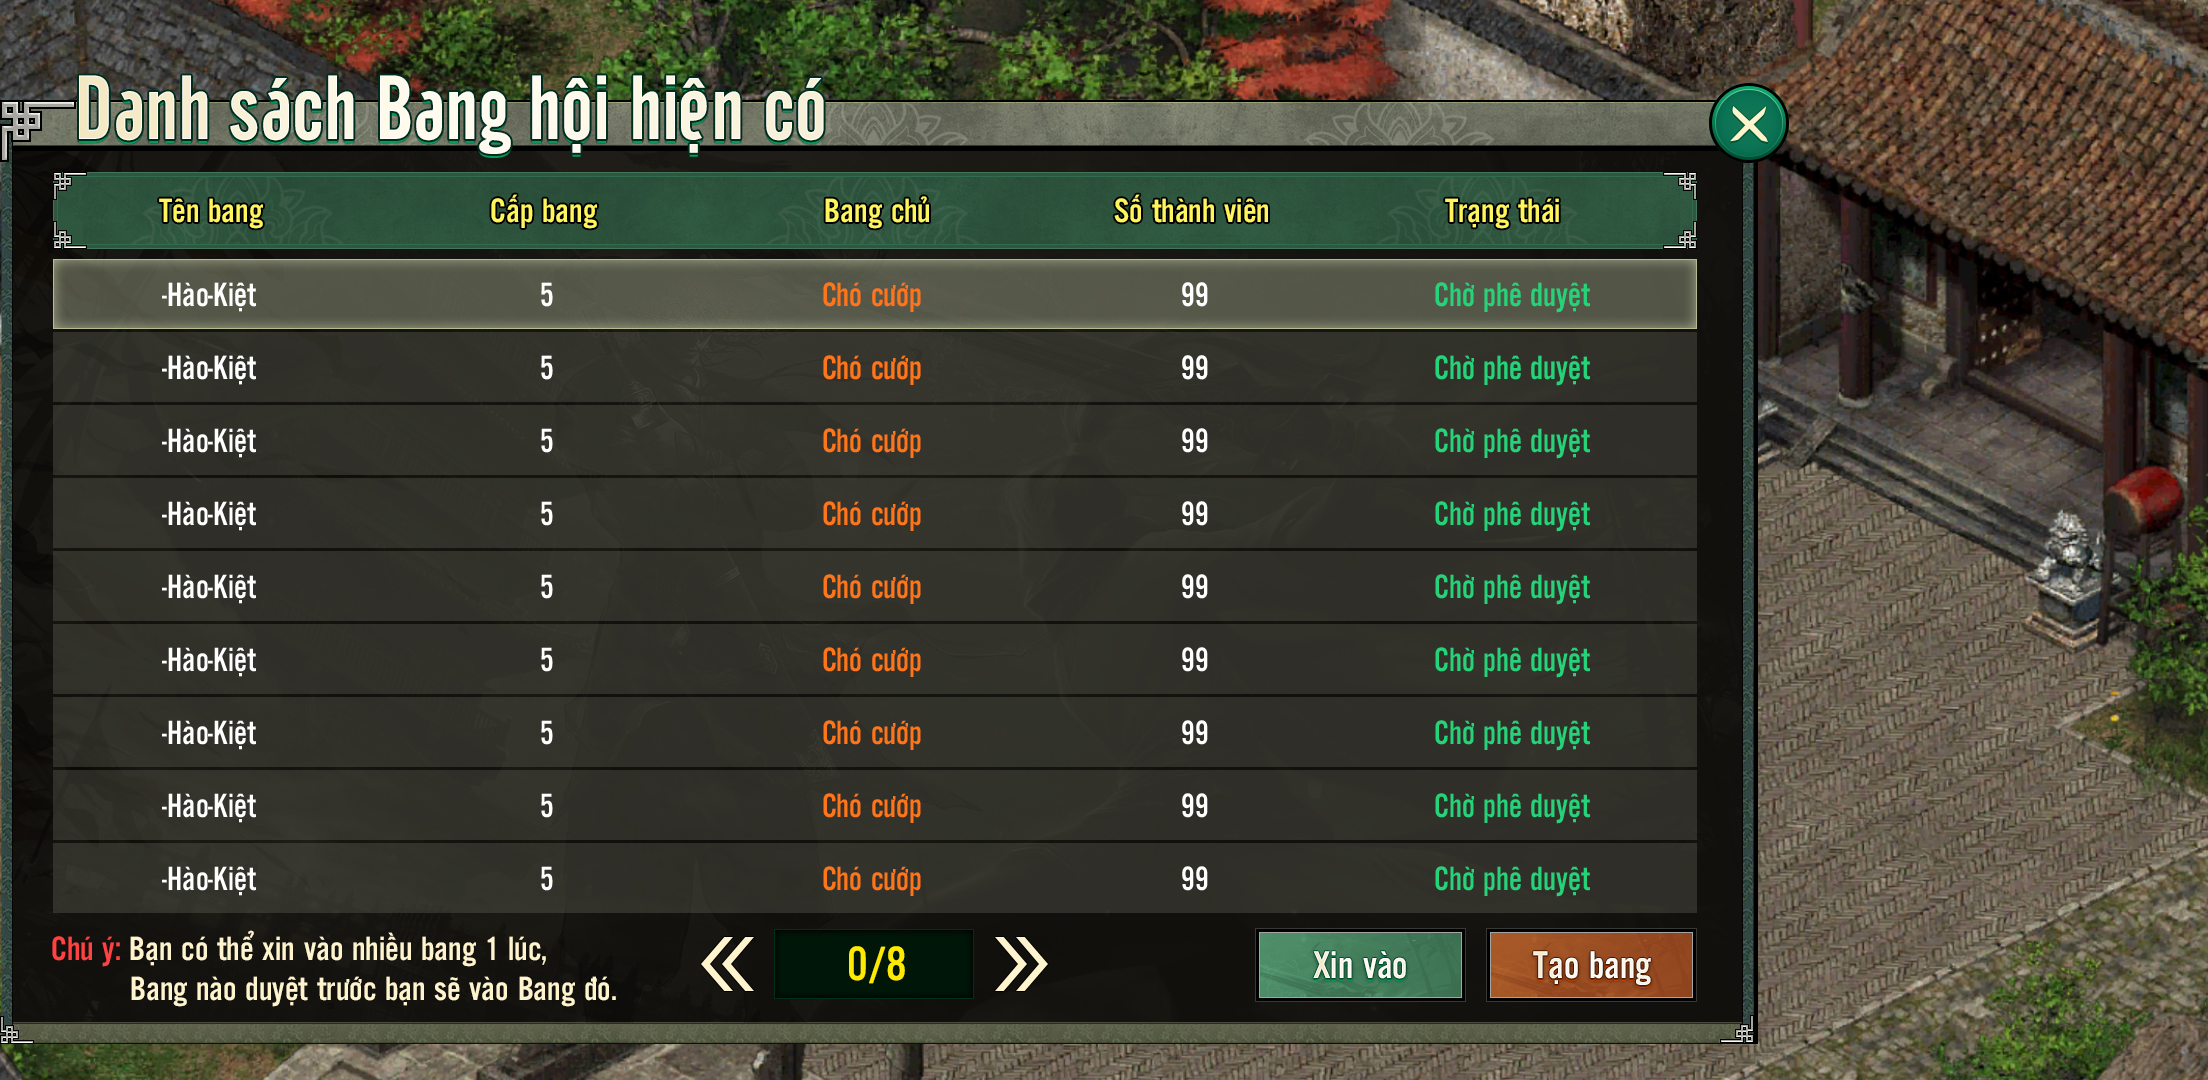 Danh sách Bang hội hiện có
Tên bang Cấp bang Bang chủ Số thành viên Trạng thái
-Hào-Kiệt 5 Chó cướp 99 Chờ phê duyệt
-Hào-Kiệt 5 Chó cướp 99 Chờ phê duyệt
-Hào-Kiệt 5 Chó cướp 99 Chờ phê duyệt
-Hào-Kiệt 5 Chó cướp 99 Chờ phê duyệt
-Hào-Kiệt 5 Chó cướp 99 Chờ phê duyệt
-Hào-Kiệt 5 Chó cướp 99 Chờ phê duyệt
-Hào-Kiệt 5 Chó cướp 99 Chờ phê duyệt
-Hào-Kiệt 5 Chó cướp 99 Chờ phê duyệt
-Hào-Kiệt 5 Chó cướp 99 Chờ phê duyệt
Chú ý: Bạn có thể xin vào nhiều bang 1 lúc,
Bang nào duyệt trước bạn sẽ vào Bang đó.
0/8
Xin vào
Tạo bang